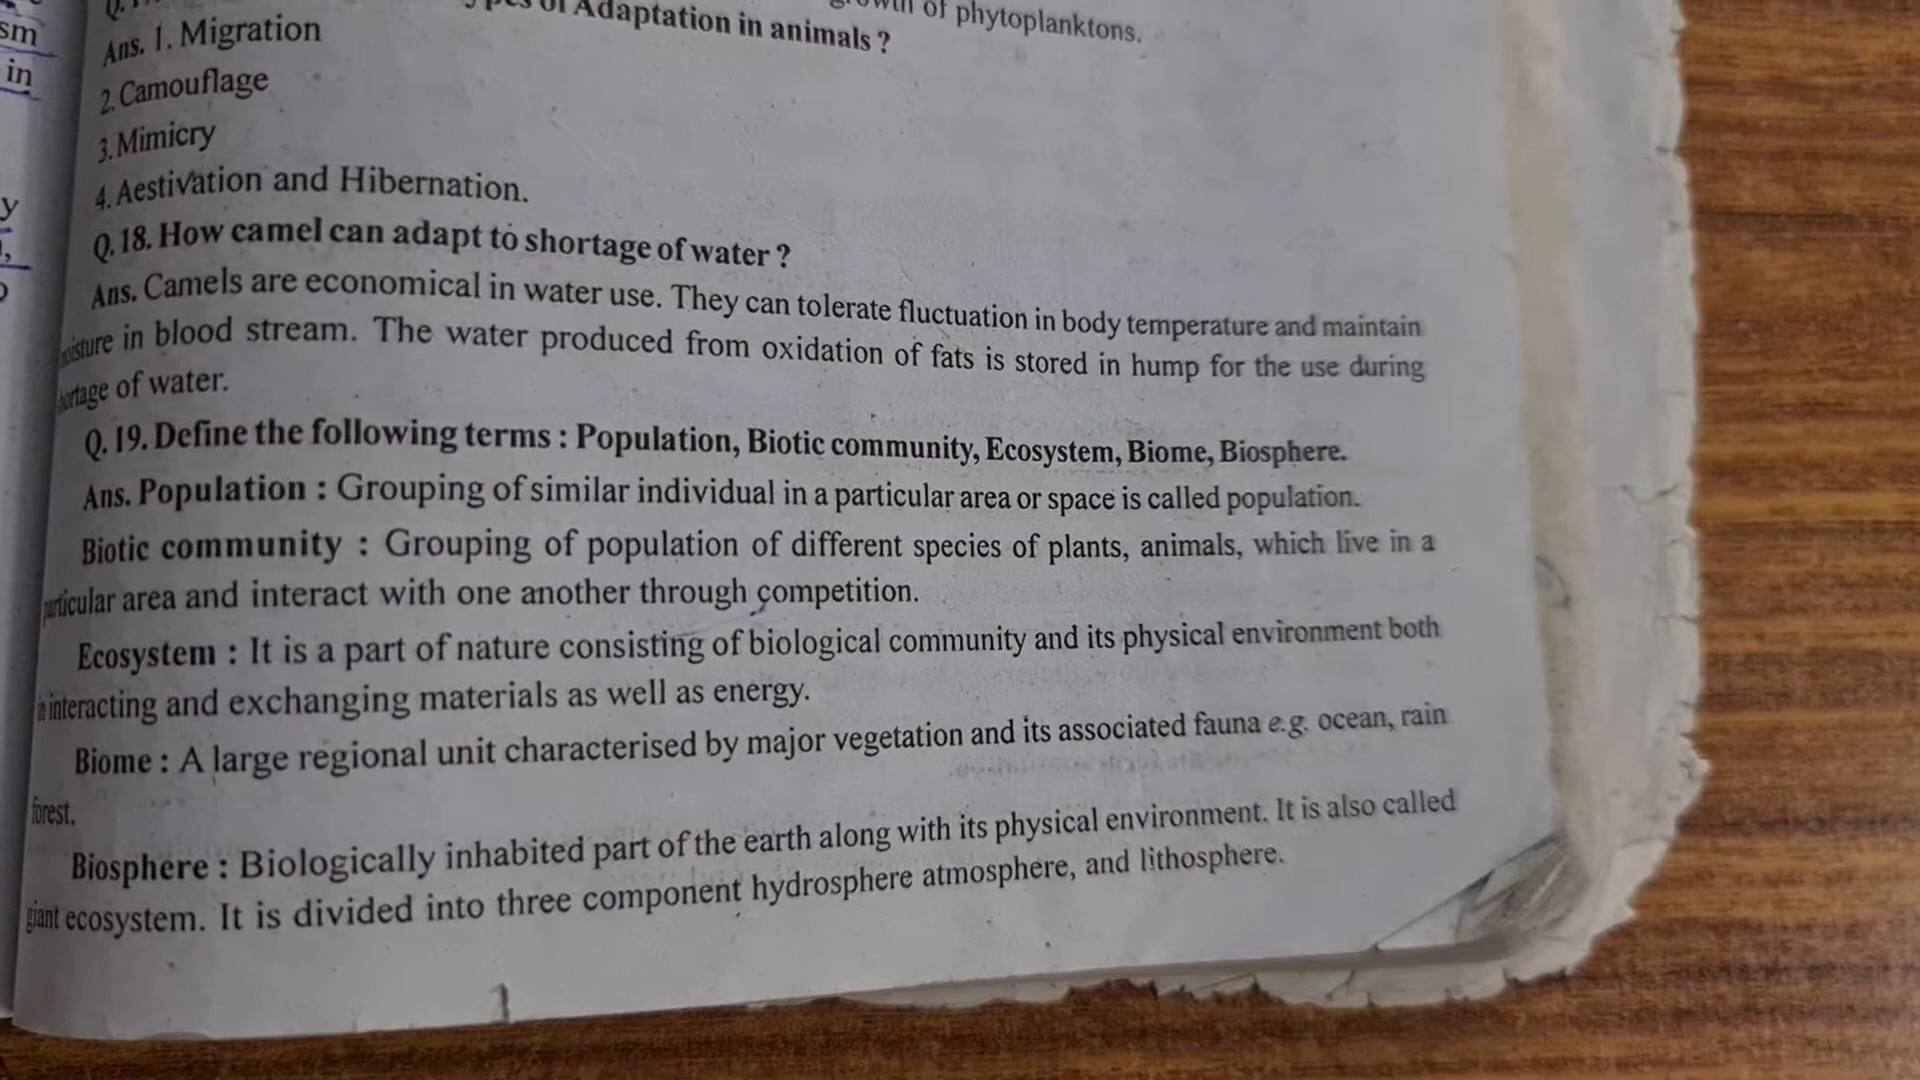 sm
in
y
growth of phytoplanktons.
of Adaptation in animals ?
Ans. 1. Migration
2. Camouflage
3. Mimicry
4. Aestivation and Hibernation.
Q. 18. How camel can adapt to shortage of water ?
Ans. Camels are economical in water use. They can tolerate fluctuation in body temperature and maintain
in blood stream. The water produced from oxidation of fats is stored in hump for the use during
of water.
Q. 19. Define the following terms : Population, Biotic community, Ecosystem, Biome, Biosphere.
Ans. Population : Grouping of similar individual in a particular area or space is called population.
Biotic community : Grouping of population of different species of plants, animals, which live in a
particular area and interact with one another through competition.
Ecosystem : It is a part of nature consisting of biological community and its physical environment both
in interacting and exchanging materials as well as energy.
Biome : A large regional unit characterised by major vegetation and its associated fauna e.g. ocean, rain
forest.
Biosphere : Biologically inhabited part of the earth along with its physical environment. It is also called
giant ecosystem. It is divided into three component hydrosphere atmosphere, and lithosphere.